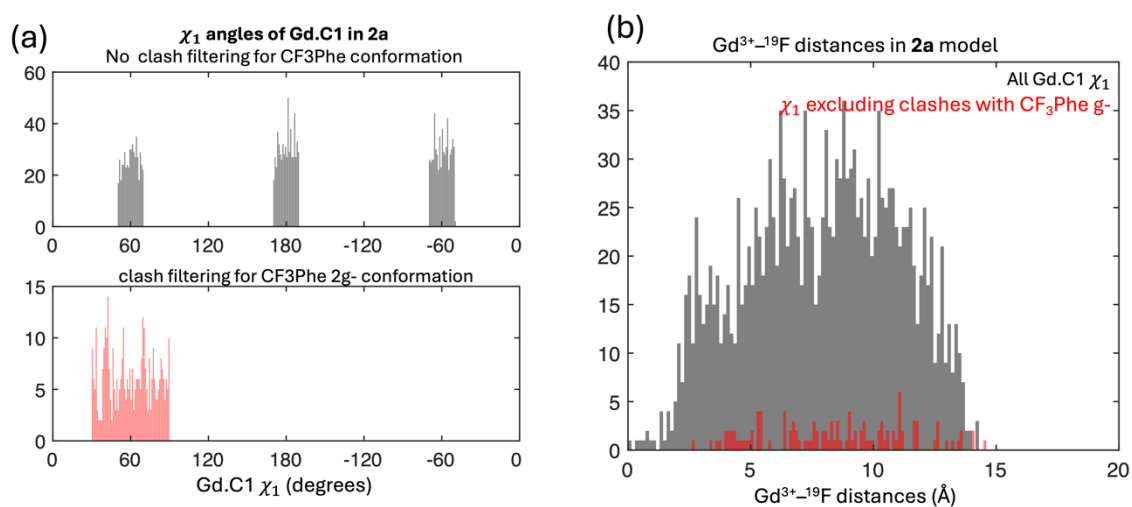 (a)
χ1 angles of Gd.C1 in 2a
No clash filtering for CF3Phe conformation
60
40
20
0
0 60 120 180 -120 -60 0
clash filtering for CF3Phe 2g- conformation
15
10
5
0
0 60 120 180 -120 -60 0
Gd.C1 χ1 (degrees)
(b)
Gd³⁺–¹⁹F distances in 2a model
All Gd.C1 χ1
χ1 excluding clashes with CF₃Phe g-
40
35
30
25
20
15
10
5
0
0 5 10 15 20
Gd³⁺–¹⁹F distances (Å)